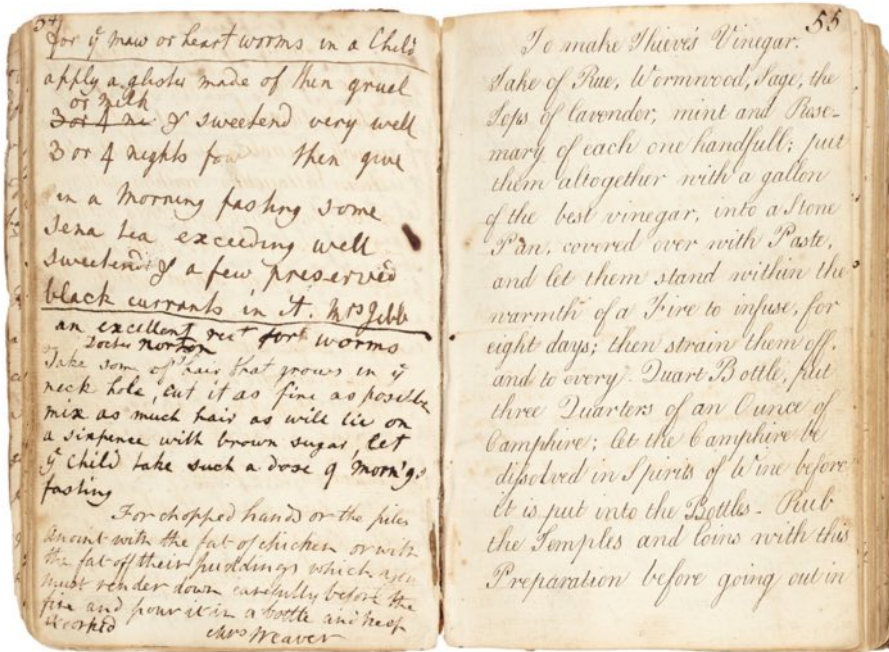 54
for ye maw or heart worms in a Child
apply a glister made of thin gruel
or milk
3 or 4 ni & sweetend very well
3 or 4 nights then give
in a Morning fasting some
Sena tea exceeding well
Sweetend & a few preserved
black currants in it. Mrs Gibb
an excellent for worms
Docter Norton
Take some of hair that grows in ye
neck hole, cut it as fine as possible
mix as much hair as will lie on
a sixpence with brown sugar, let
ye child take such a dose 9 morngs
fasting
For chopped hands or the piles
anoint with the fat of chicken or with
the fat off their puddings which you
must render down carefully before the
fire and pour it in a bottle and keep
it corked Mrs Weaver
55
To make Thieve's Vinegar.
Take of Rue, Wormwood, Sage, the
Tops of lavender, mint and Rose-
mary of each one handfull; put
them altogether with a gallon
of the best vinegar, into a Stone
Pan, covered over with Paste,
and let them stand within the
warmth of a Fire to infuse, for
eight days; then strain them off,
and to every Quart Bottle, put
three Quarters of an Ounce of
Camphire; let the Camphire be
dissolved in Spirits of Wine before
it is put into the Bottles - Rub
the Temples and Loins with this
Preparation before going out in